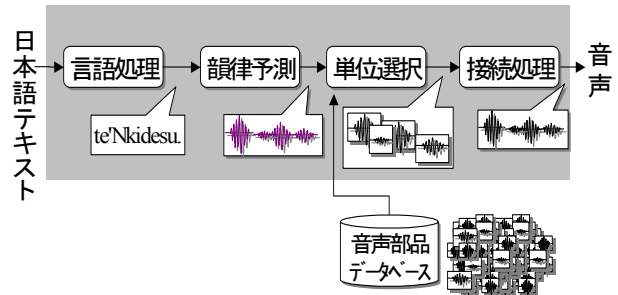 日本語テキスト
言語処理
韻律予測
単位選択
接続処理
音声
te'Nkidesu.
音声部品
データベース